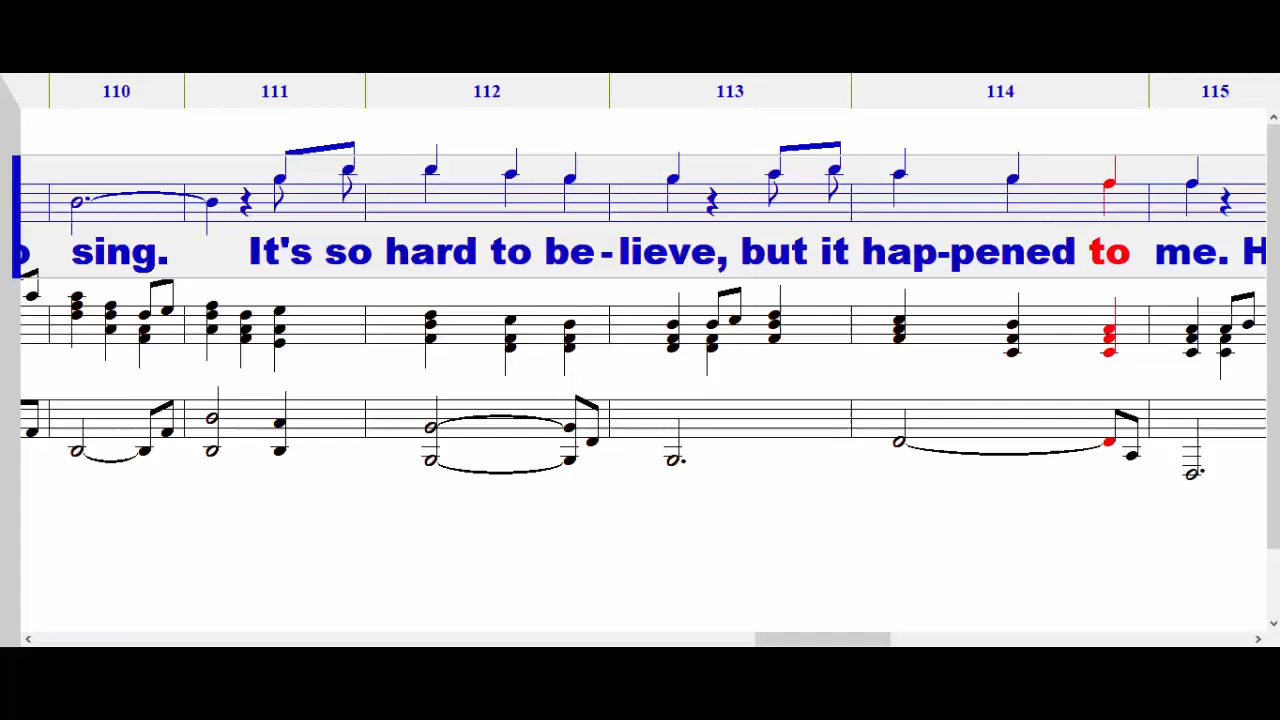 110 111 112 113 114 115
sing. It's so hard to be-lieve, but it hap-pened to me. H